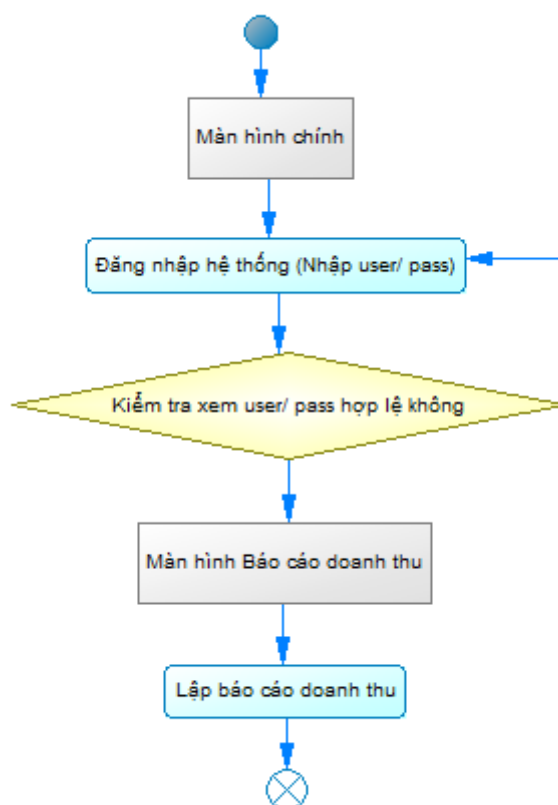 Màn hình chính
Đăng nhập hệ thống (Nhập user/ pass)
Kiểm tra xem user/ pass hợp lệ không
Màn hình Báo cáo doanh thu
Lập báo cáo doanh thu